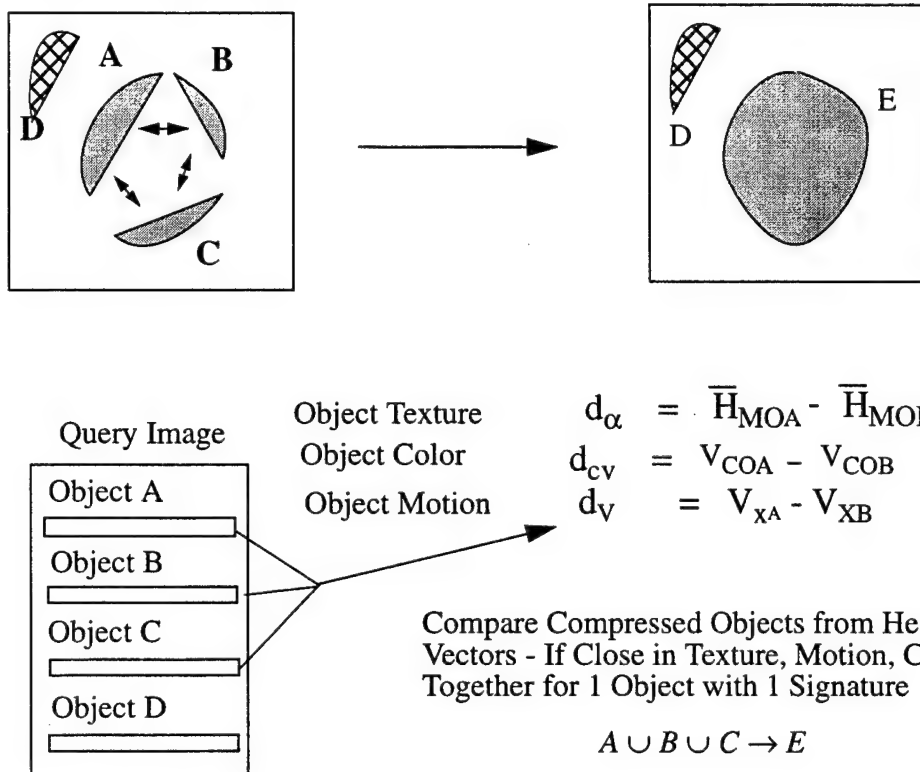 A B
D
C
E
D
Query Image
Object A
Object B
Object C
Object D
Object Texture dα = H̅MOA - H̅MO
Object Color dcv = VCOA - VCOB
Object Motion dV = VXA - VXB
Compare Compressed Objects from
Vectors - If Close in Texture, Motion,
Together for 1 Object with 1 Signature
A ∪ B ∪ C → E